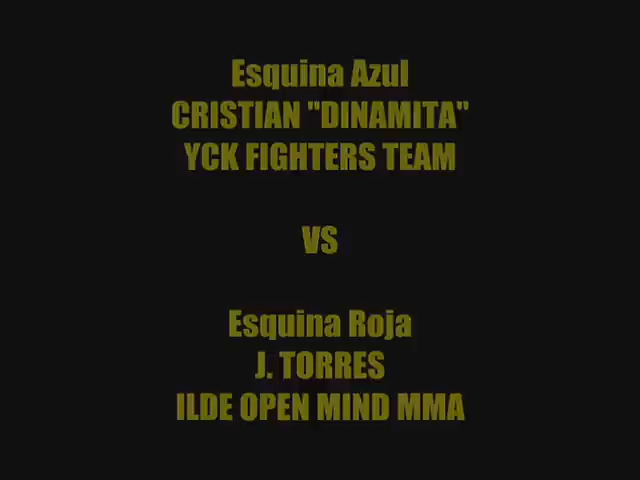 Esquina Azul
CRISTIAN "DINAMITA"
YCK FIGHTERS TEAM
VS
Esquina Roja
J. TORRES
ILDE OPEN MIND MMA